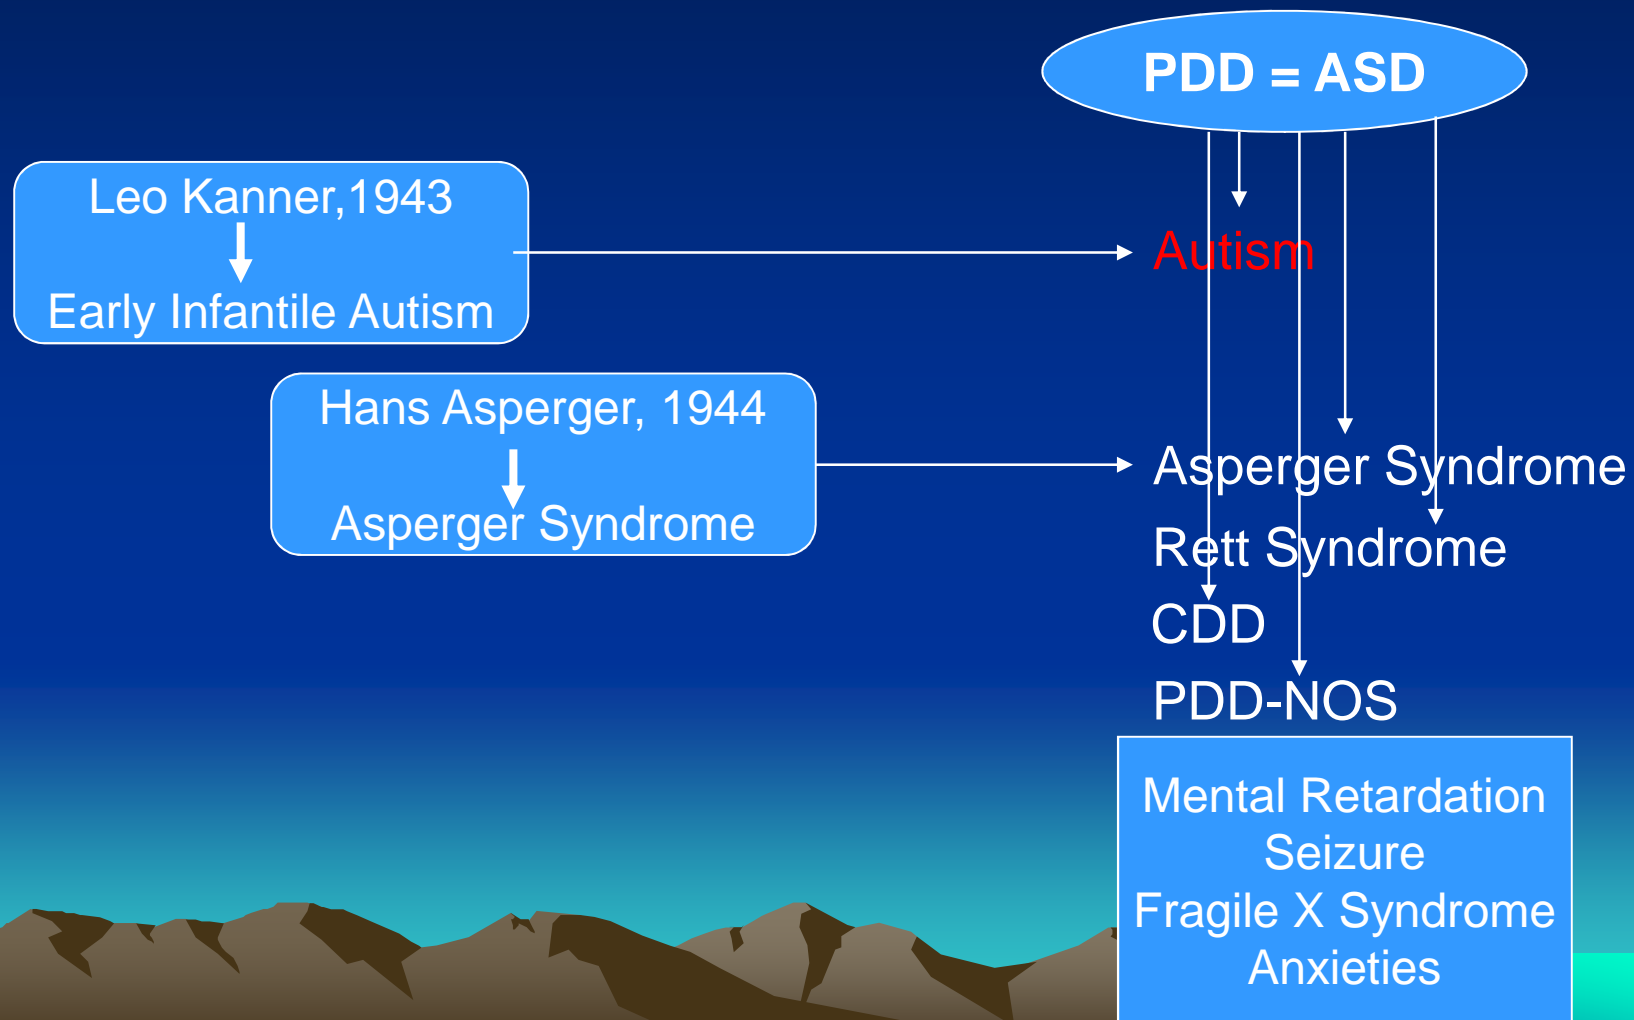 PDD = ASD
Leo Kanner,1943
Early Infantile Autism
Autism
Hans Asperger, 1944
Asperger Syndrome
Asperger Syndrome
Rett Syndrome
CDD
PDD-NOS
Mental Retardation
Seizure
Fragile X Syndrome
Anxieties